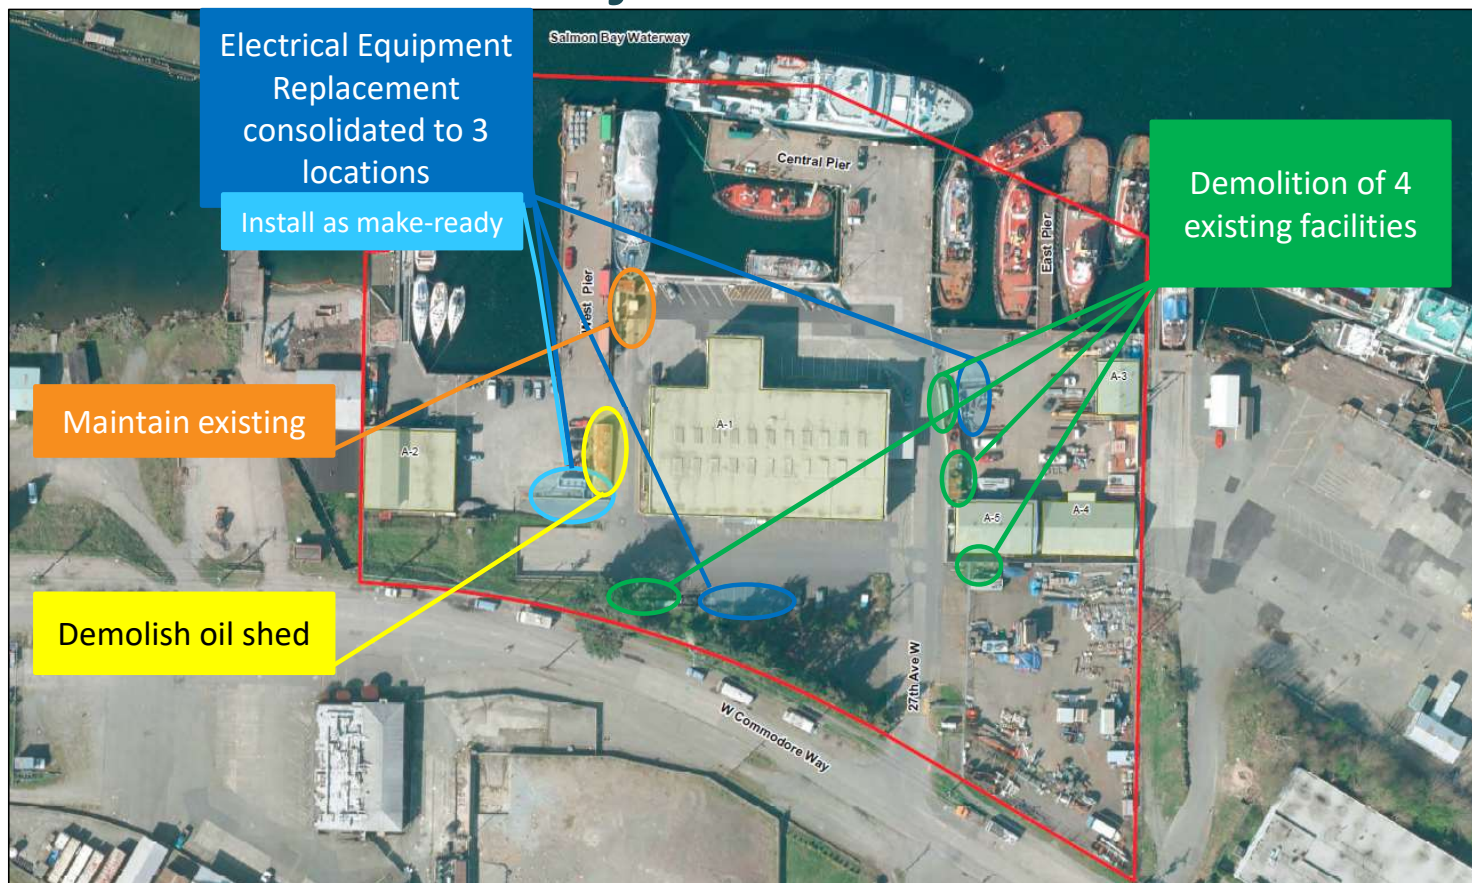 Electrical Equipment
Replacement
consolidated to 3
locations
Install as make-ready
Salmon Bay Waterway
Central Pier
East Pier
West Pier
Demolition of 4
existing facilities
Maintain existing
Demolish oil shed
A-1
A-2
A-3
A-4
A-5
27th Ave W
W Commodore Way